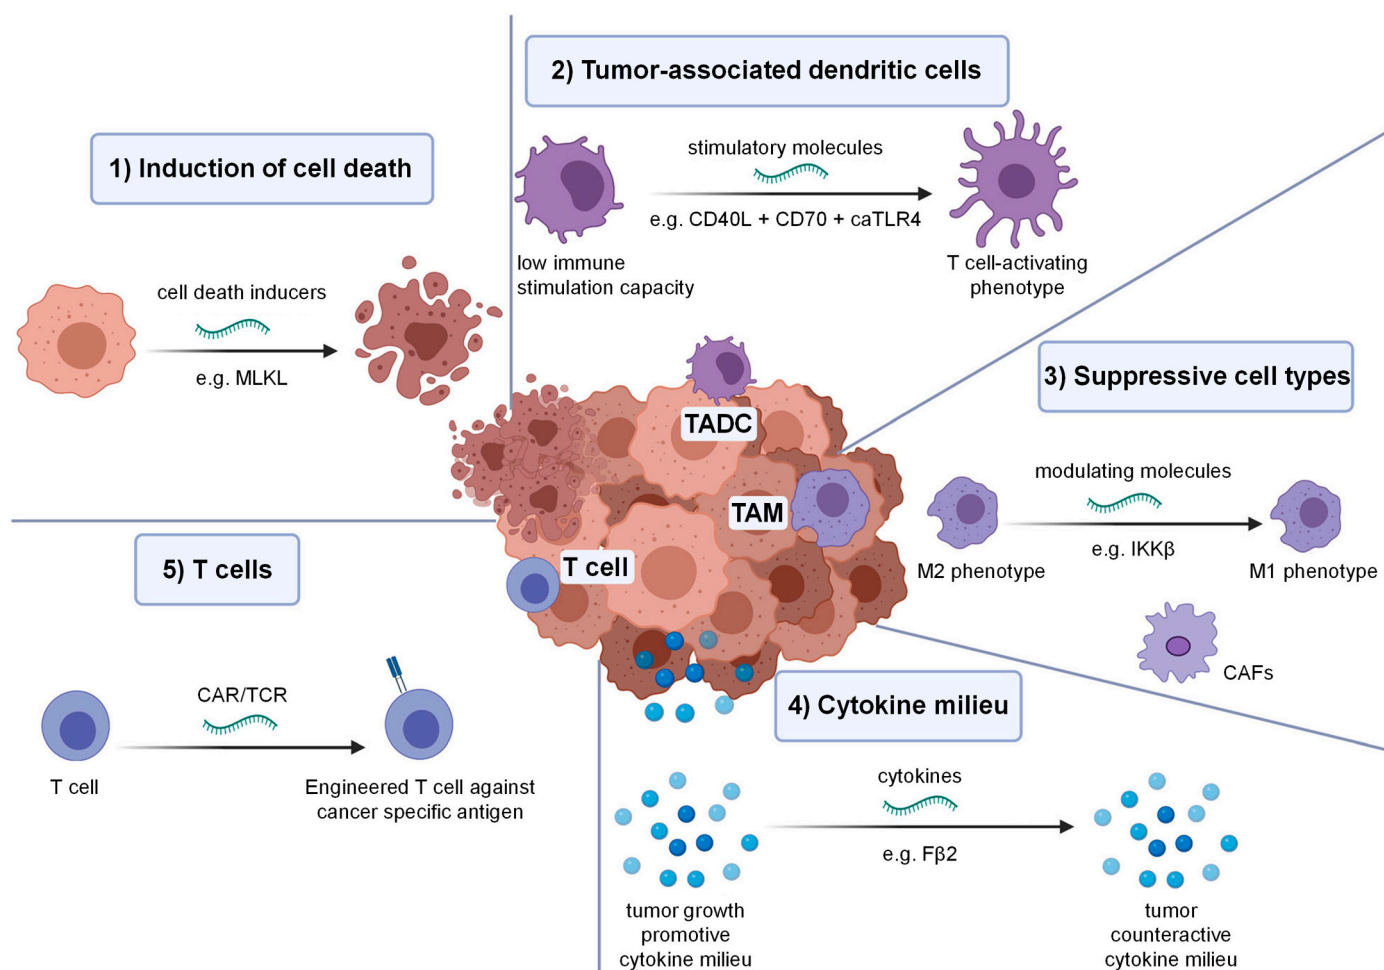 1) Induction of cell death
cell death inducers
e.g. MLKL
2) Tumor-associated dendritic cells
stimulatory molecules
e.g. CD40L + CD70 + caTLR4
low immune
stimulation capacity
T cell-activating
phenotype
3) Suppressive cell types
modulating molecules
e.g. IKKβ
M2 phenotype
M1 phenotype
CAFs
TADC
TAM
T cell
4) Cytokine milieu
cytokines
e.g. Fβ2
tumor growth
promotive
cytokine milieu
tumor
counteractive
cytokine milieu
5) T cells
CAR/TCR
T cell
Engineered T cell against
cancer specific antigen